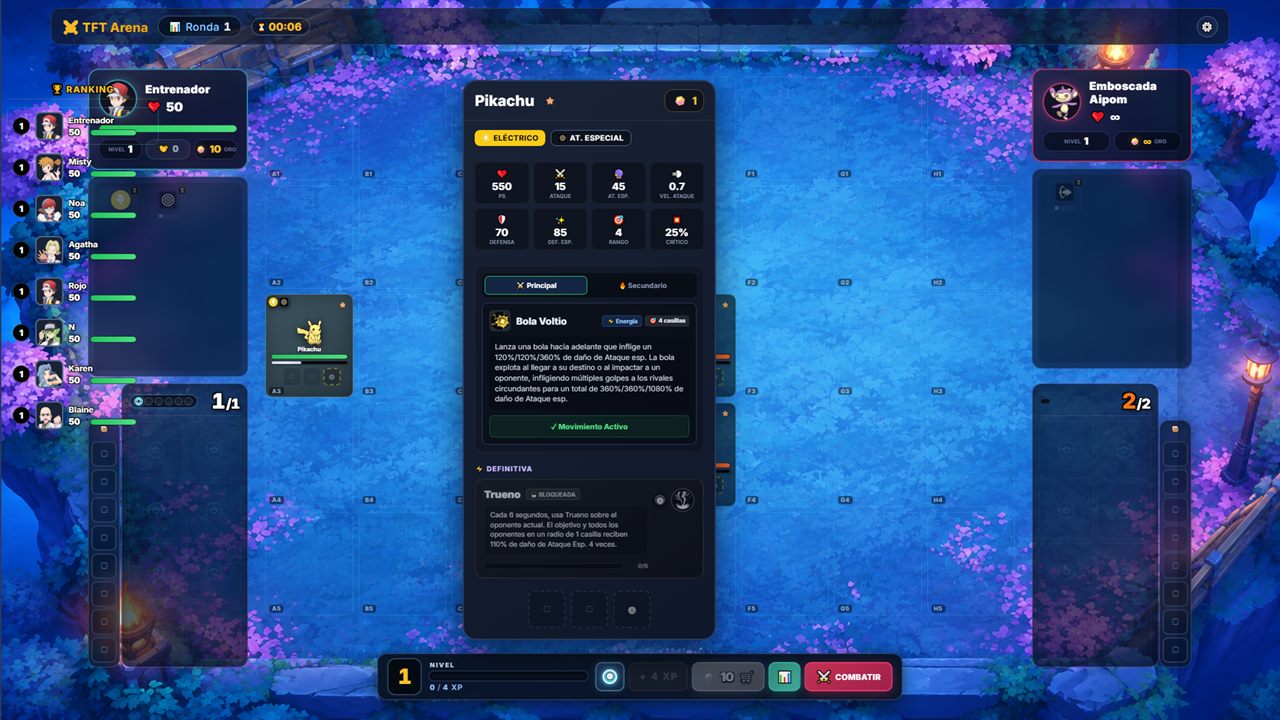 TFT Arena
Ronda 1
00:06
RANKING
Entrenador
50
NIVEL 1
0
10 ORO
1
Entrenador
50
1
Misty
50
1
Noa
50
1
Agatha
50
1
Rojo
50
1
N
50
1
Karen
50
1
Blaine
50
1
1
1/1
A1
B1
F1
G1
H1
A2
B2
F2
G2
H2
A3
B3
F3
G3
H3
A4
B4
F4
G4
H4
A5
B5
F5
G5
H5
Pikachu
Pikachu
1
ELÉCTRICO
AT. ESPECIAL
550
PS
15
ATAQUE
45
AT. ESP.
0.7
VEL. ATAQUE
70
DEFENSA
85
DEF. ESP.
4
RANGO
25%
CRÍTICO
Principal
Secundario
Bola Voltio
Energía
4 casillas
Lanza una bola hacia adelante que inflige un
120%/120%/360% de daño de Ataque esp. La bola
explota al llegar a su destino o al impactar a un
oponente, infligiendo múltiples golpes a los rivales
circundantes para un total de 360%/360%/1080% de
daño de Ataque esp.
✓ Movimiento Activo
DEFINITIVA
Trueno
BLOQUEADA
Cada 6 segundos, usa Trueno sobre el
oponente actual. El objetivo y todos los
oponentes en un radio de 1 casilla reciben
110% de daño de Ataque Esp. 4 veces.
0/6
Emboscada
Aipom
∞
NIVEL 1
∞ ORO
1
2/2
1
NIVEL
0 / 4 XP
+ 4 XP
10
COMBATIR